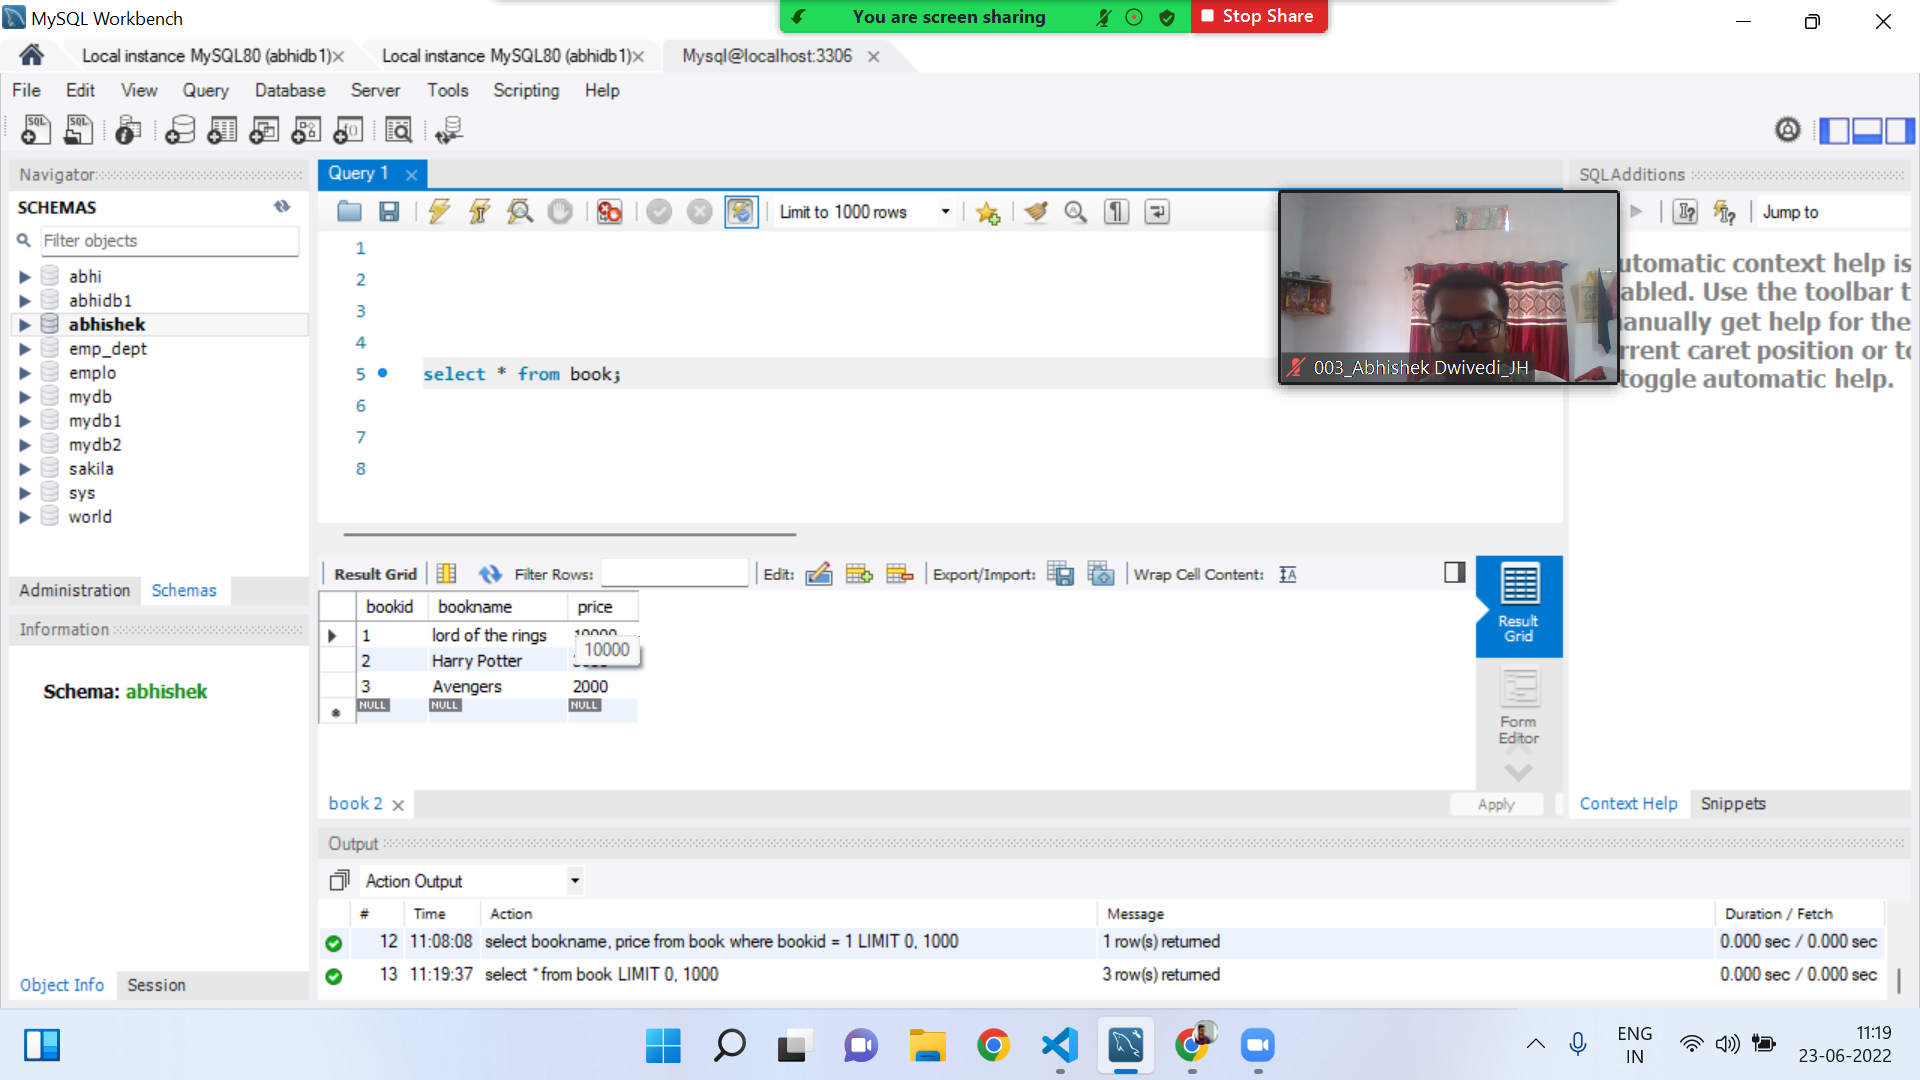 MySQL Workbench
You are screen sharing
Stop Share
Local instance MySQL80 (abhidb1)
Local instance MySQL80 (abhidb1)
Mysql@localhost:3306
File Edit View Query Database Server Tools Scripting Help
Navigator
SCHEMAS
Filter objects
abhi
abhidb1
abhishek
emp_dept
emplo
mydb
mydb1
mydb2
sakila
sys
world
Administration Schemas
Information
Schema: abhishek
Object Info Session
Query 1
Limit to 1000 rows
1
2
3
4
5 select * from book;
6
7
8
003_Abhishek Dwivedi_JH
SQLAdditions
Jump to
utomatic context help is
abled. Use the toolbar t
anually get help for the
rrent caret position or to
toggle automatic help.
Result Grid Filter Rows: Edit: Export/Import: Wrap Cell Content:
bookid bookname price
1 lord of the rings 10000
10000
2 Harry Potter
3 Avengers 2000
NULL NULL NULL
Result
Grid
Form
Editor
book 2
Apply
Context Help Snippets
Output
Action Output
# Time Action Message Duration / Fetch
12 11:08:08 select bookname, price from book where bookid = 1 LIMIT 0, 1000 1 row(s) returned 0.000 sec / 0.000 sec
13 11:19:37 select * from book LIMIT 0, 1000 3 row(s) returned 0.000 sec / 0.000 sec
ENG
IN
11:19
23-06-2022